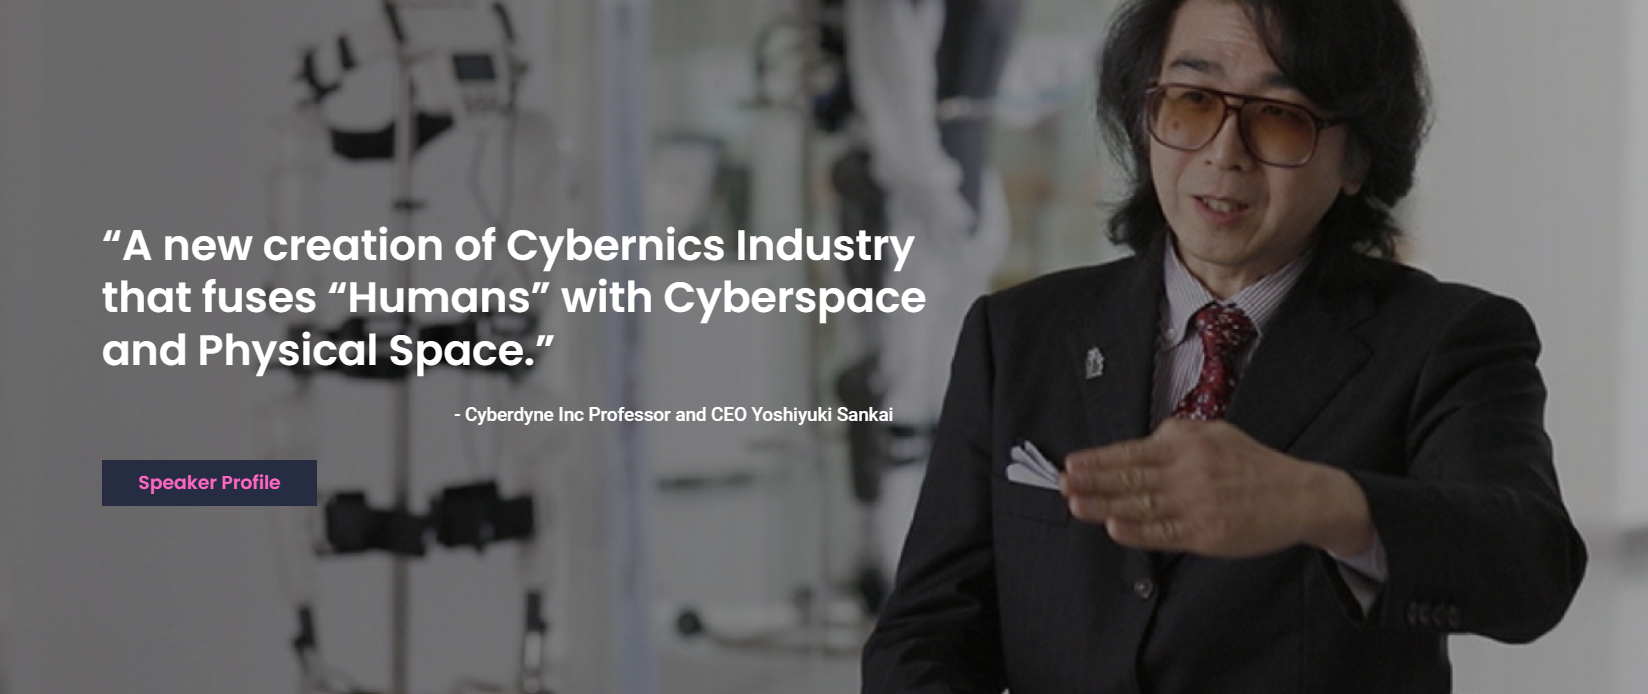 “A new creation of Cybernics Industry
that fuses “Humans” with Cyberspace
and Physical Space.”
- Cyberdyne Inc Professor and CEO Yoshiyuki Sankai
Speaker Profile